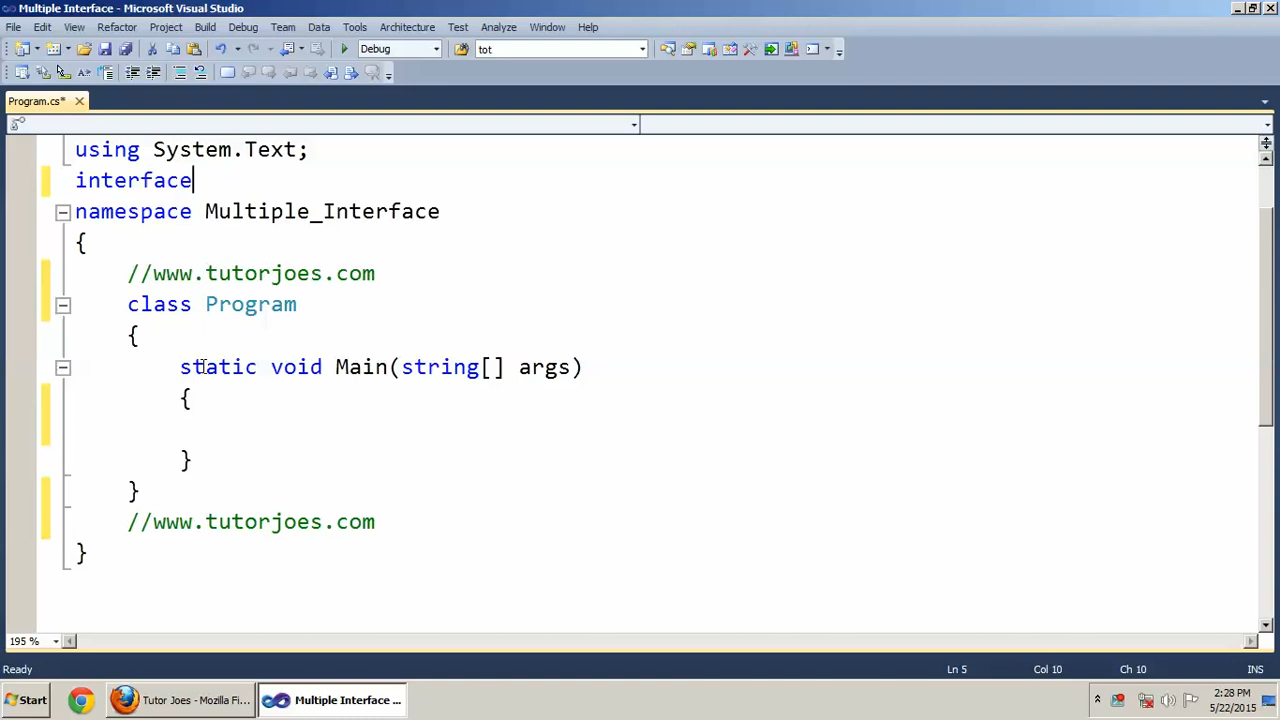 Multiple Interface - Microsoft Visual Studio
File Edit View Refactor Project Build Debug Team Data Tools Architecture Test Analyze Window Help
Debug tot
Program.cs*
using System.Text;
interface
namespace Multiple_Interface
{
//www.tutorjoes.com
class Program
{
static void Main(string[] args)
{
}
}
//www.tutorjoes.com
}
195 %
Ready Ln 5 Col 10 Ch 10 INS
Start Tutor Joes - Mozilla Fi... Multiple Interface ... 2:28 PM
5/22/2015